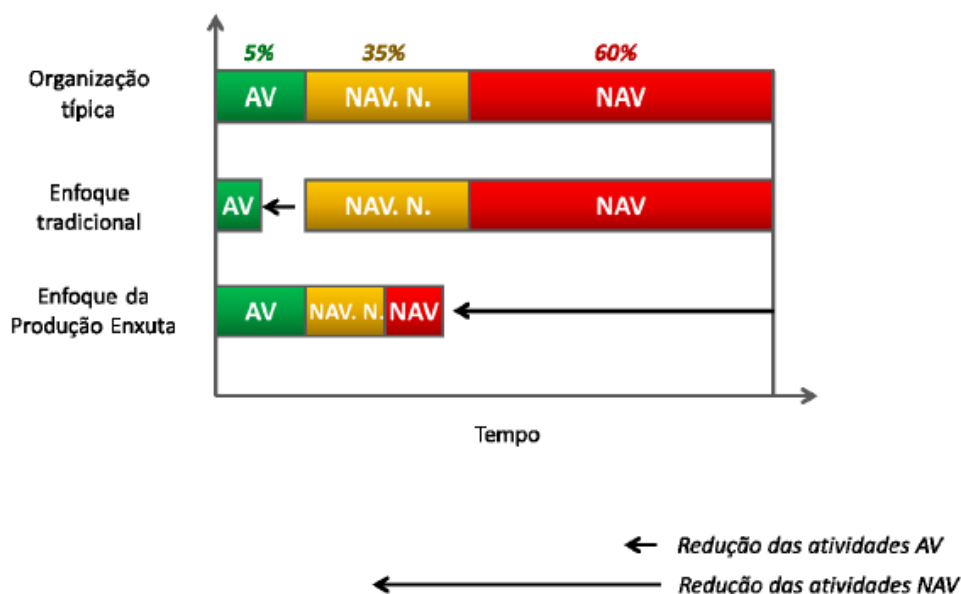 5% 35% 60%
Organização
típica
AV NAV. N. NAV
Enfoque
tradicional
AV NAV. N. NAV
Enfoque da
Produção Enxuta
AV NAV. N. NAV
Tempo
Redução das atividades AV
Redução das atividades NAV